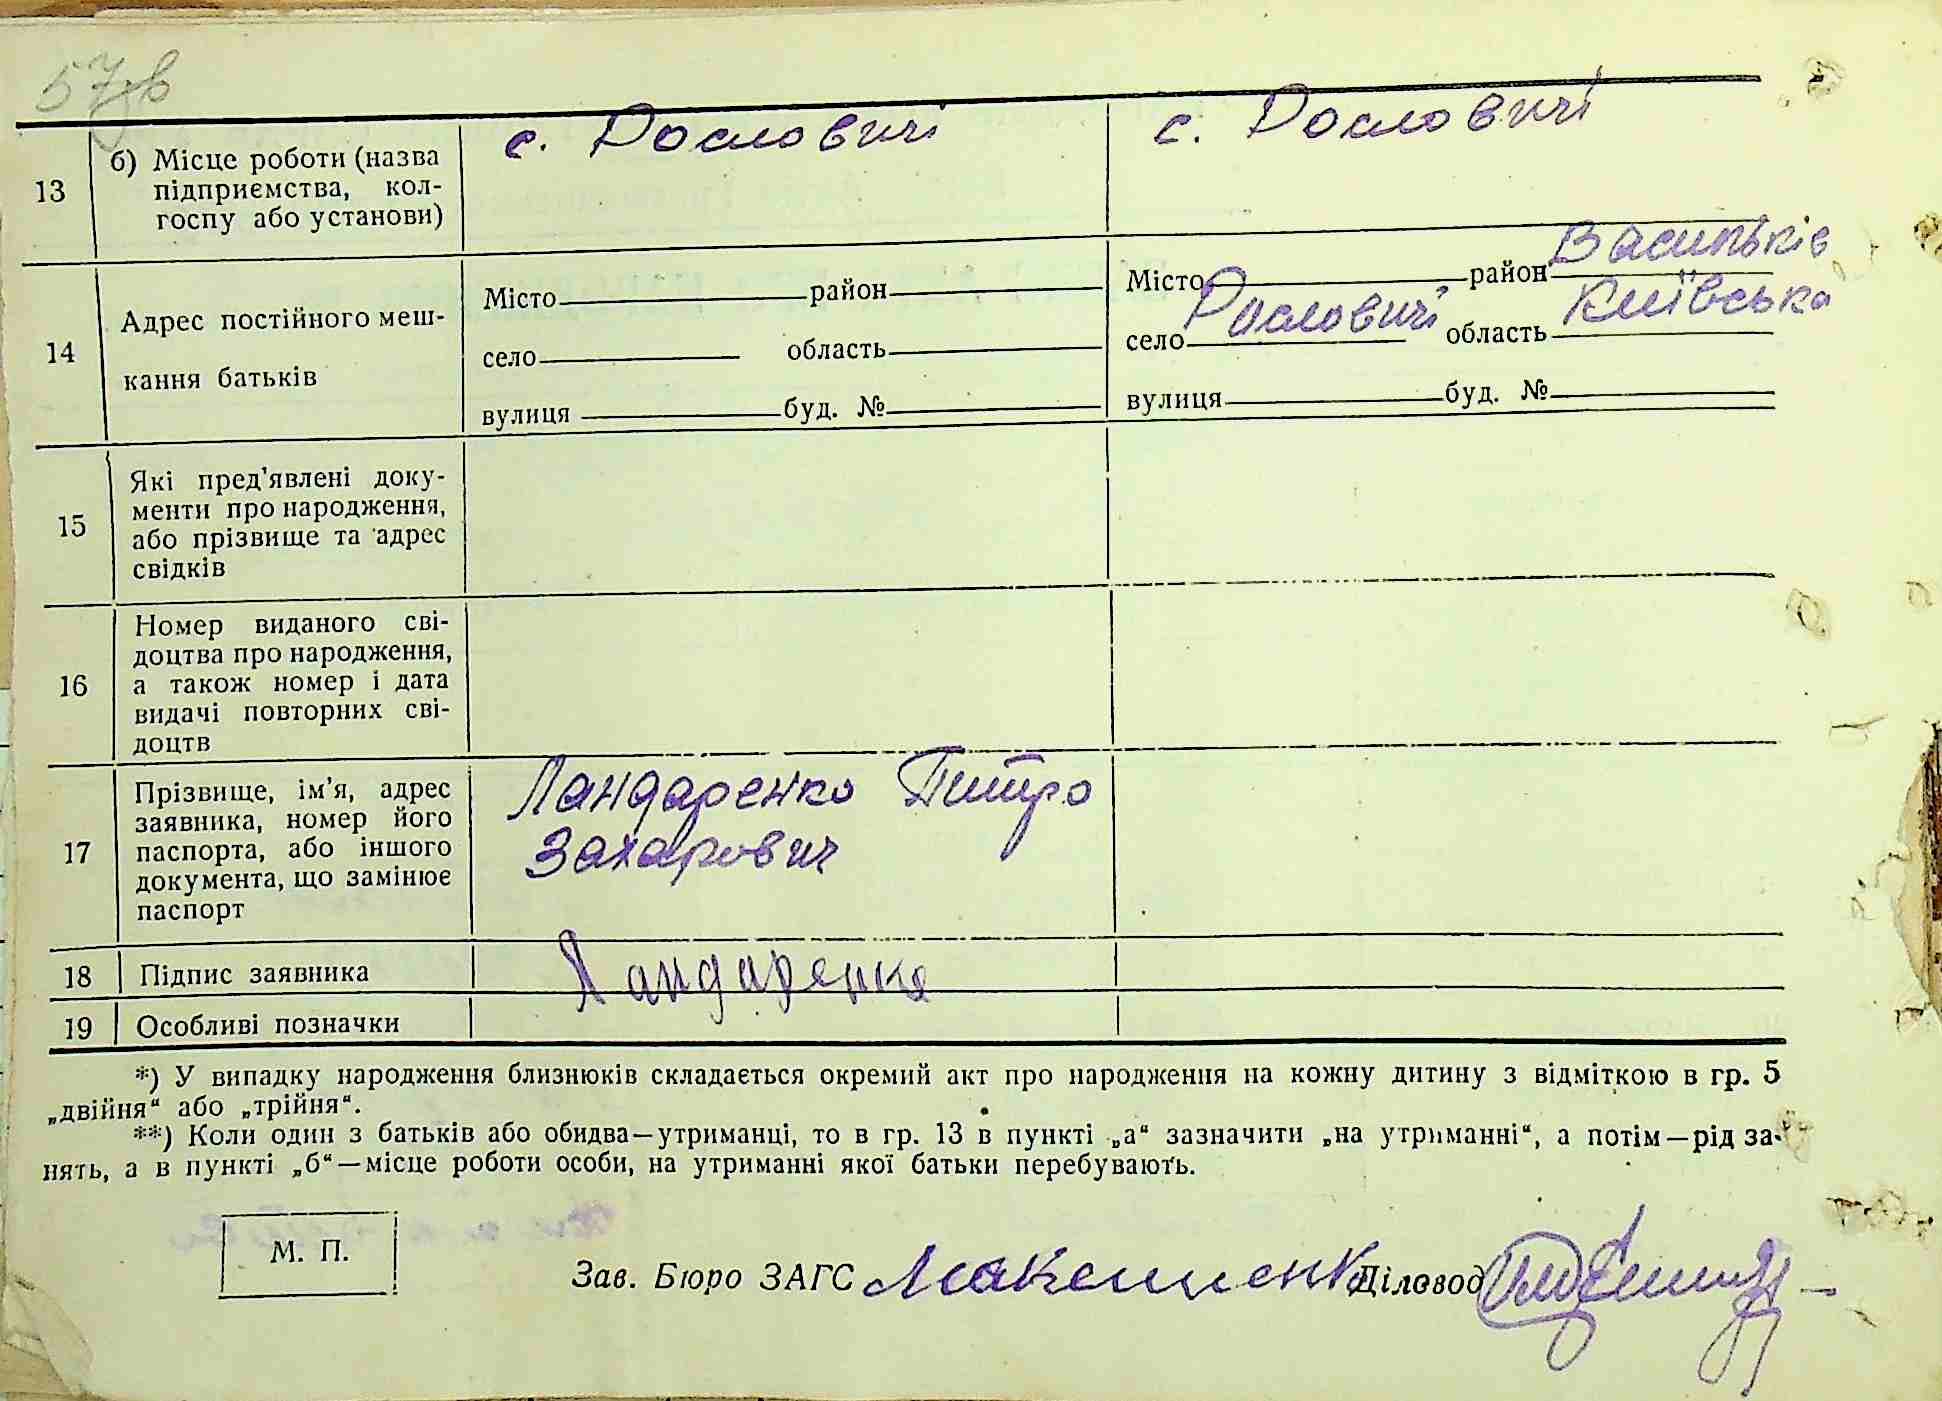 57зв
13
б) Місце роботи (назва
підприємства, кол-
госпу або установи)
с. Рословичі
с. Рословичі
14
Адрес постійного меш-
кання батьків
Місто район
село область
вулиця буд. №
Місто район Васильків
село Рословичі область Київська
вулиця буд. №
15
Які пред'явлені доку-
менти про народження,
або прізвище та адрес
свідків
16
Номер виданого сві-
доцтва про народження,
а також номер і дата
видачі повторних сві-
доцтв
17
Прізвище, ім'я, адрес
заявника, номер його
паспорта, або іншого
документа, що замінює
паспорт
Ландаренко Питро
Захарович
18
Підпис заявника
Ландаренко
19
Особливі позначки
*) У випадку народження близнюків складається окремий акт про народження на кожну дитину з відміткою в гр. 5
„двійня“ або „трійня“.
**) Коли один з батьків або обидва—утриманці, то в гр. 13 в пункті „а“ зазначити „на утриманні“, а потім—рід за-
нять, а в пункті „б“—місце роботи особи, на утриманні якої батьки перебувають.
М. П.
Зав. Бюро ЗАГС Діловод